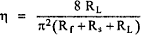 η = 8 R_L / π²(R_f + R_s + R_L)